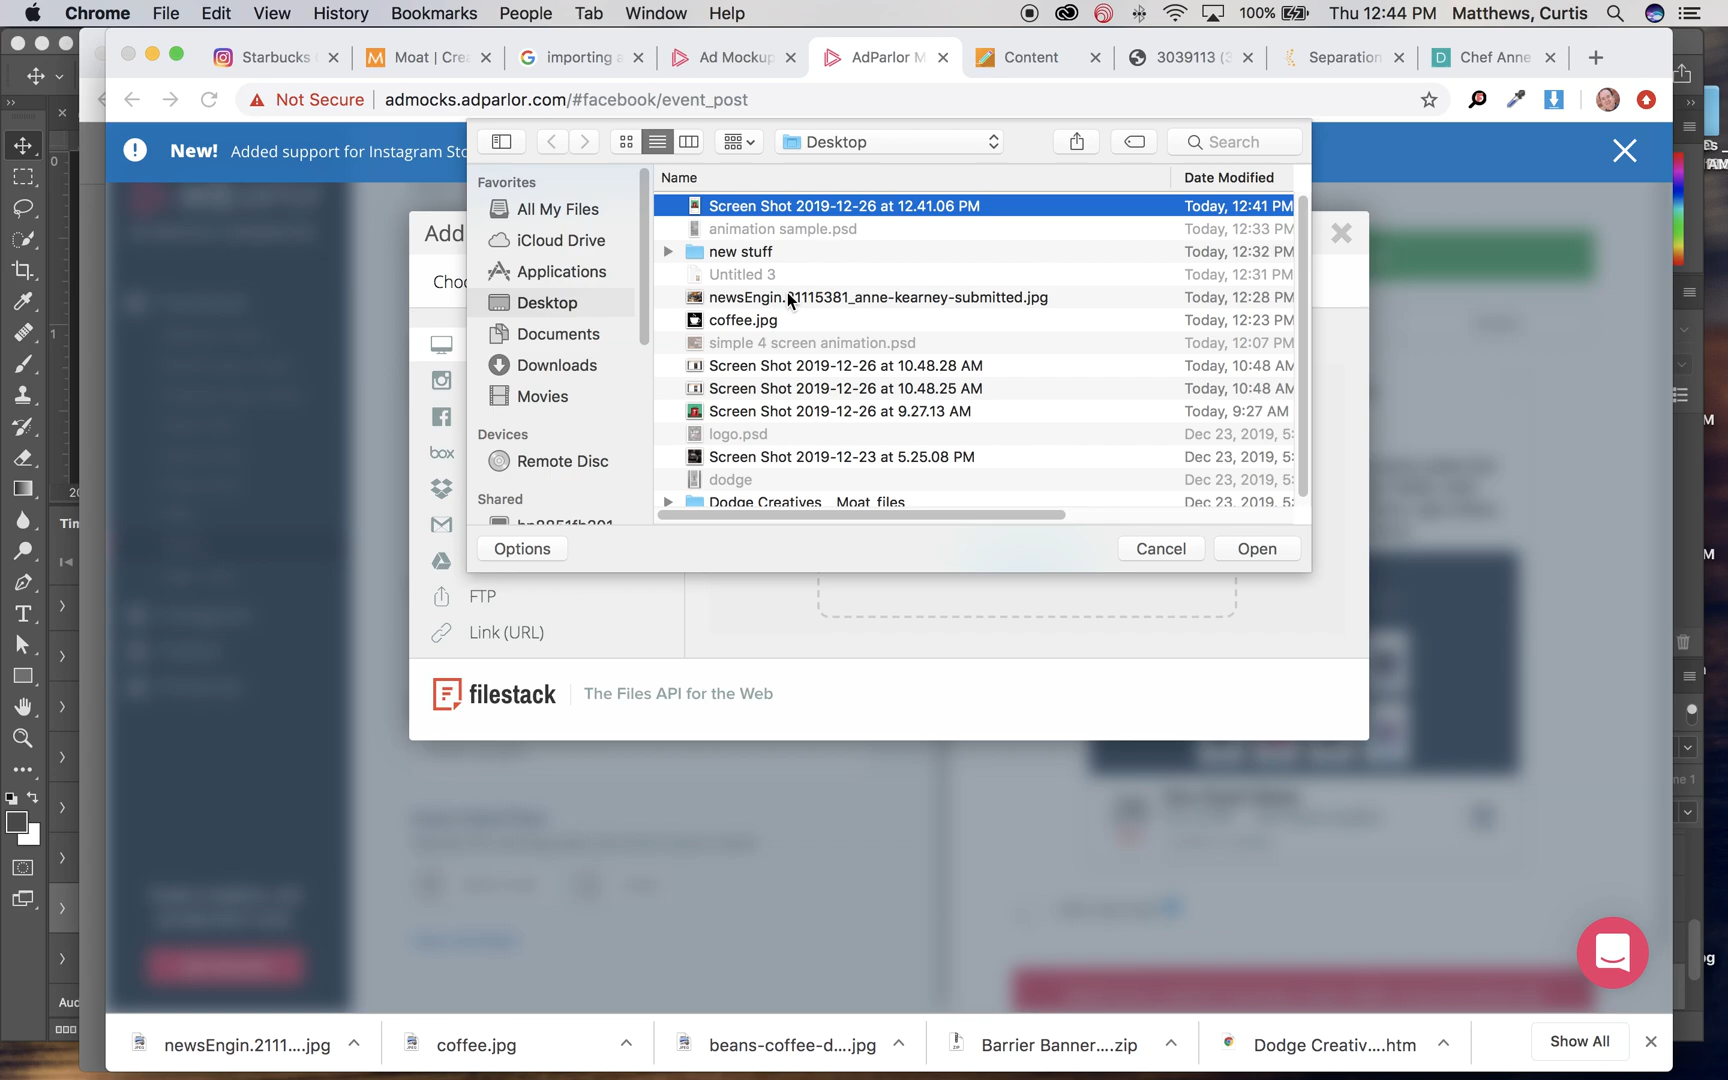 Chrome File Edit View History Bookmarks People Tab Window Help 100% Thu 12:44 PM Matthews, Curtis
Starbucks Moat | Crea importing a Ad Mockup AdParlor M Content 3039113 (3 Separation Chef Anne
Not Secure admocks.adparlor.com/#facebook/event_post
New! Added support for Instagram Sto
Desktop Search
Favorites
All My Files
iCloud Drive
Applications
Desktop
Documents
Downloads
Movies
Devices
Remote Disc
Shared
Name Date Modified
Screen Shot 2019-12-26 at 12.41.06 PM Today, 12:41 PM
animation sample.psd Today, 12:33 PM
new stuff Today, 12:32 PM
Untitled 3 Today, 12:31 PM
newsEngin.21115381_anne-kearney-submitted.jpg Today, 12:28 PM
coffee.jpg Today, 12:23 PM
simple 4 screen animation.psd Today, 12:07 PM
Screen Shot 2019-12-26 at 10.48.28 AM Today, 10:48 AM
Screen Shot 2019-12-26 at 10.48.25 AM Today, 10:48 AM
Screen Shot 2019-12-26 at 9.27.13 AM Today, 9:27 AM
logo.psd Dec 23, 2019, 5:
Screen Shot 2019-12-23 at 5.25.08 PM Dec 23, 2019, 5:
dodge Dec 23, 2019, 5:
Dodge Creatives _ Moat_files Dec 23, 2019, 5:
Options Cancel Open
Add
Choo
box
FTP
Link (URL)
filestack The Files API for the Web
Tim
Aud
newsEngin.2111....jpg coffee.jpg beans-coffee-d....jpg Barrier Banner....zip Dodge Creativ....htm Show All